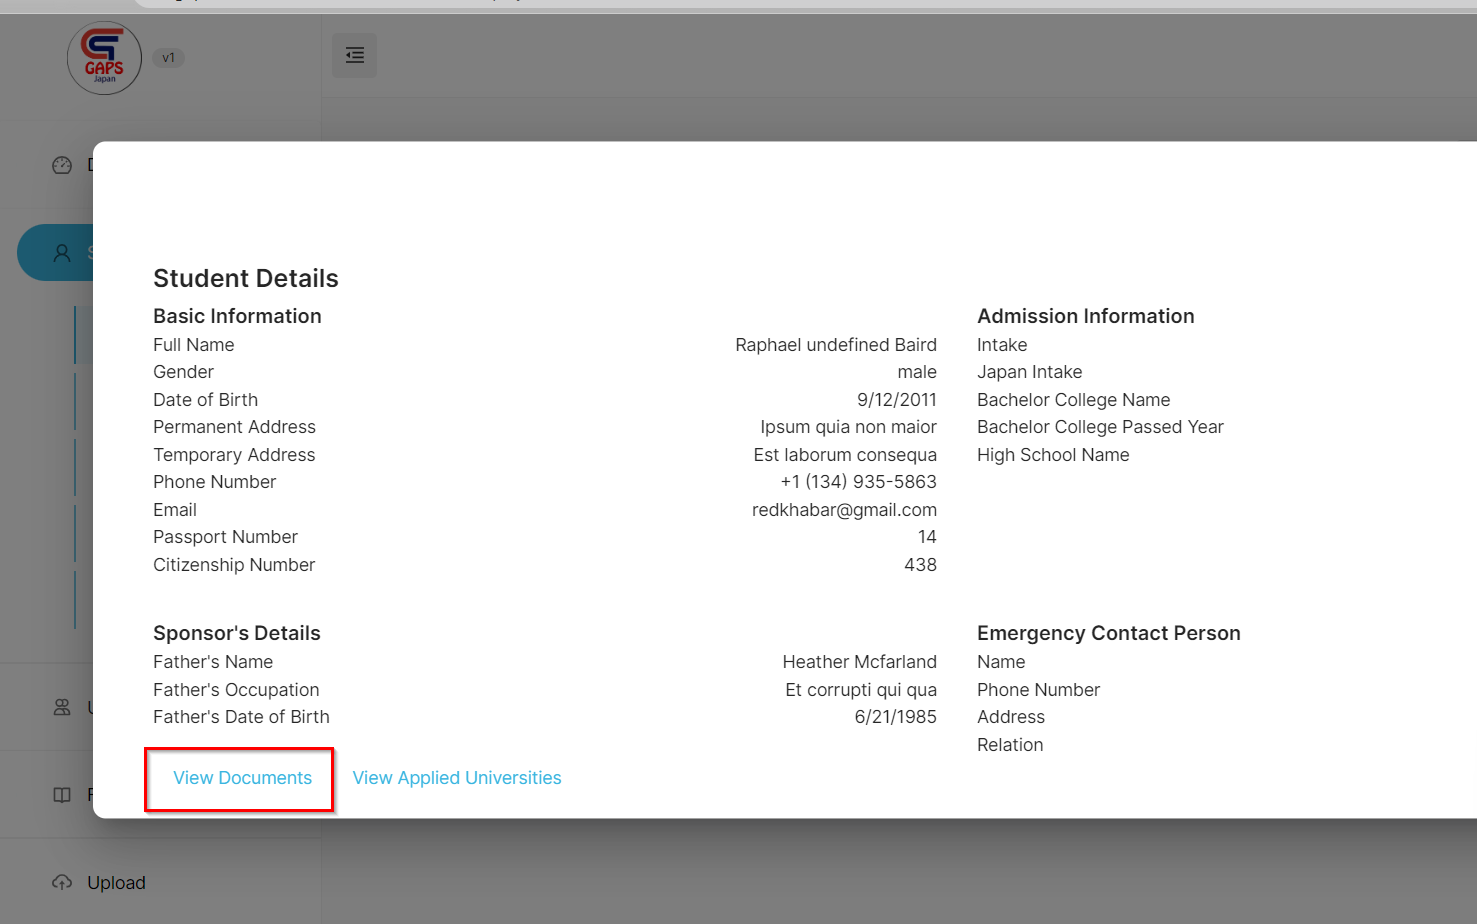 GAPS
Japan
v1
Student Details
Basic Information
Full Name Raphael undefined Baird
Gender male
Date of Birth 9/12/2011
Permanent Address Ipsum quia non maior
Temporary Address Est laborum consequa
Phone Number +1 (134) 935-5863
Email redkhabar@gmail.com
Passport Number 14
Citizenship Number 438
Admission Information
Intake
Japan Intake
Bachelor College Name
Bachelor College Passed Year
High School Name
Sponsor's Details
Father's Name Heather Mcfarland
Father's Occupation Et corrupti qui qua
Father's Date of Birth 6/21/1985
Emergency Contact Person
Name
Phone Number
Address
Relation
View Documents View Applied Universities
Upload